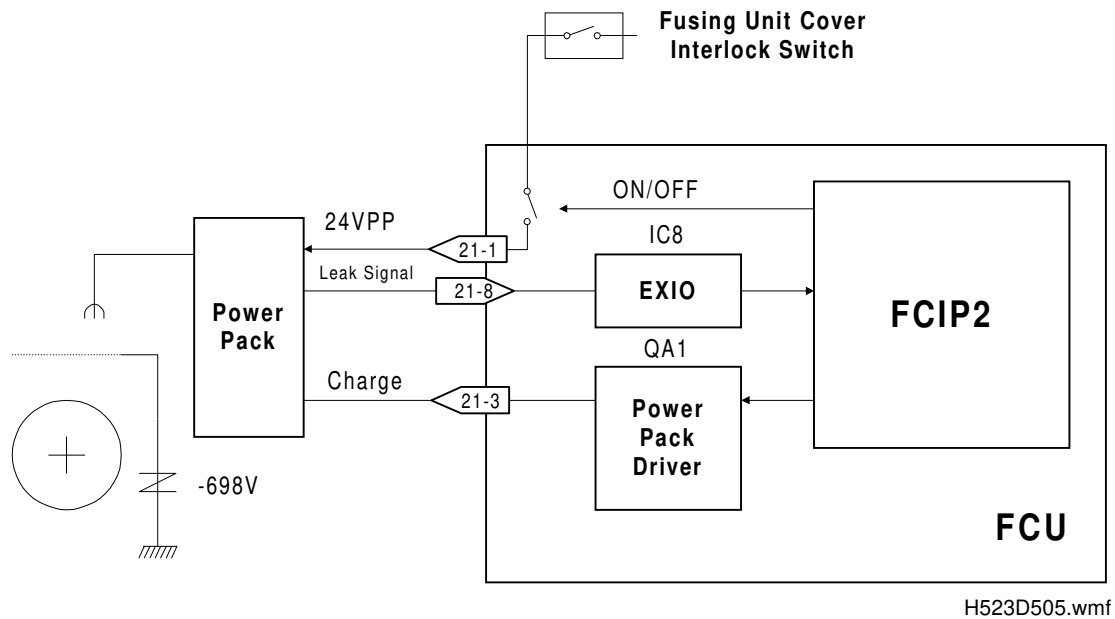 Fusing Unit Cover
Interlock Switch
ON/OFF
24VPP
IC8
21-1
Leak Signal
21-8
EXIO
Power
Pack
FCIP2
QA1
Charge
21-3
Power
Pack
Driver
-698V
FCU
H523D505.wmf